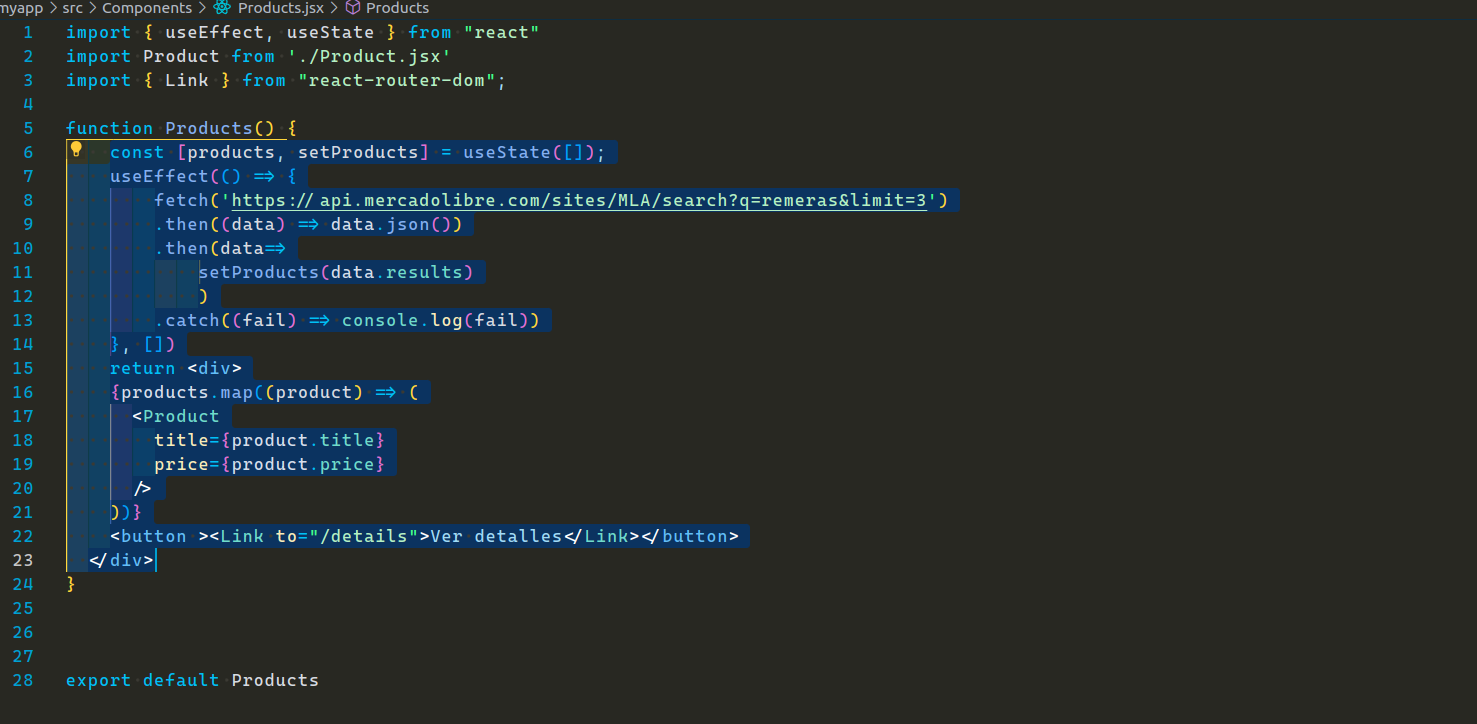 myapp > src > Components > Products.jsx > Products
1 import { useEffect, useState } from "react"
2 import Product from './Product.jsx'
3 import { Link } from "react-router-dom";
4
5 function Products() {
6     const [products, setProducts] = useState([]);
7     useEffect(() => {
8         fetch('https://api.mercadolibre.com/sites/MLA/search?q=remeras&limit=3')
9         .then((data) => data.json())
10         .then(data=>
11             setProducts(data.results)
12             )
13         .catch((fail) => console.log(fail))
14     }, [])
15     return <div>
16     {products.map((product) => (
17       <Product
18         title={product.title}
19         price={product.price}
20       />
21     ))}
22     <button ><Link to="/details">Ver detalles</Link></button>
23   </div>
24 }
25
26
27
28 export default Products